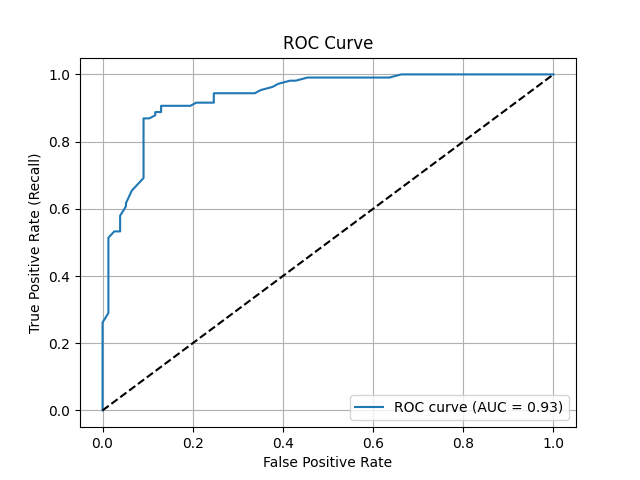 ROC Curve
1.0
0.8
0.6
0.4
0.2
0.0
True Positive Rate (Recall)
ROC curve (AUC = 0.93)
0.0 0.2 0.4 0.6 0.8 1.0
False Positive Rate